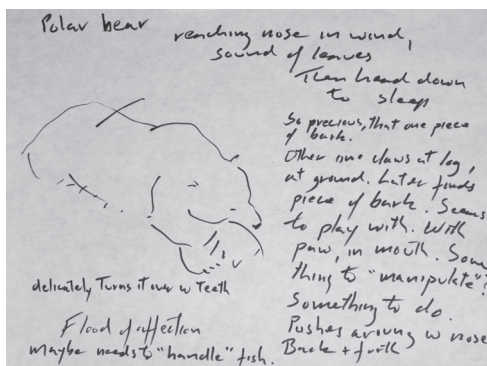 Polar bear
reaching nose in wind,
sound of leaves
Then head down
to sleep
So precious, that one piece
of bark.
Other one claws at log,
at ground. Later finds
piece of bark. Seems
to play with. With
paw, in mouth. Some
thing to "manipulate"?
Something to do.
Pushes aroung w nose
Back + forth
delicately Turns it over w Teeth
Flood of affection
Maybe needs to "handle" fish.